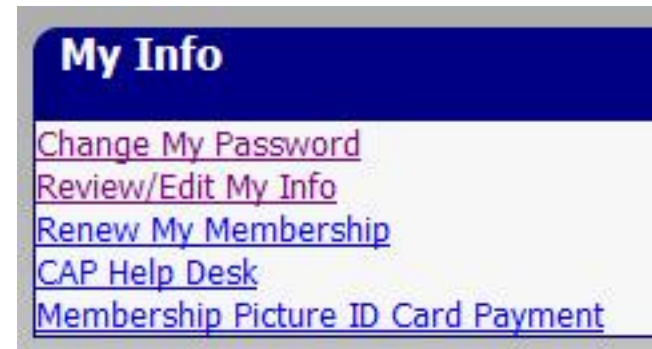 My Info
Change My Password
Review/Edit My Info
Renew My Membership
CAP Help Desk
Membership Picture ID Card Payment